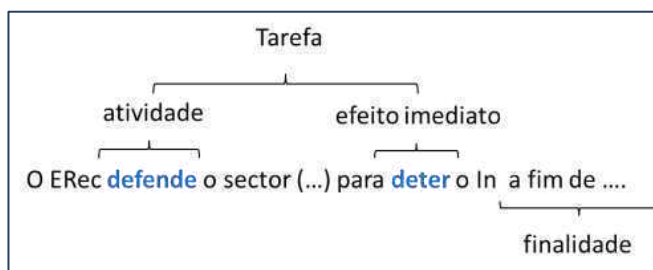 Tarefa
atividade efeito imediato
O ERec defende o sector (...) para deter o In a fim de ....
finalidade